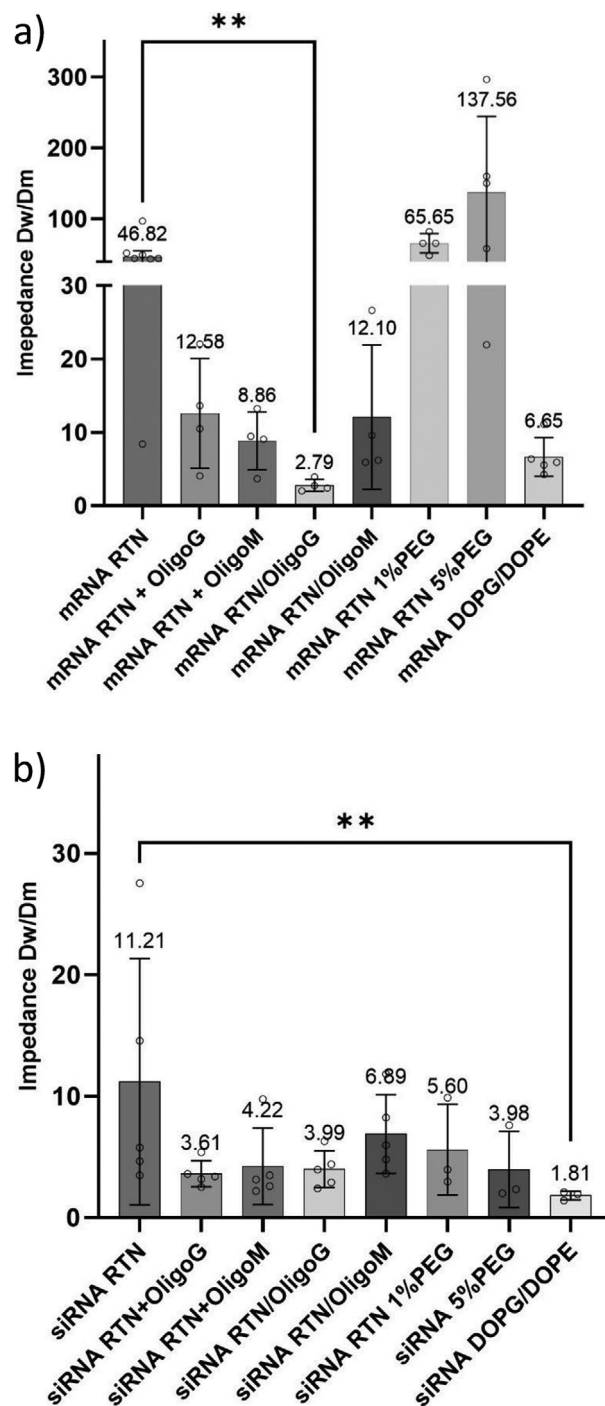 a)
**
300
200
100
30
20
10
0
Imepedance Dw/Dm
46.82
12.58
8.86
2.79
12.10
65.65
137.56
6.65
mRNA RTN
mRNA RTN + OligoG
mRNA RTN + OligoM
mRNA RTN/OligoG
mRNA RTN/OligoM
mRNA RTN 1%PEG
mRNA RTN 5%PEG
mRNA DOPG/DOPE
b)
**
30
20
10
0
Impedance Dw/Dm
11.21
3.61
4.22
3.99
6.89
5.60
3.98
1.81
siRNA RTN
siRNA RTN+OligoG
siRNA RTN+OligoM
siRNA RTN/OligoG
siRNA RTN/OligoM
siRNA RTN 1%PEG
siRNA 5%PEG
siRNA DOPG/DOPE